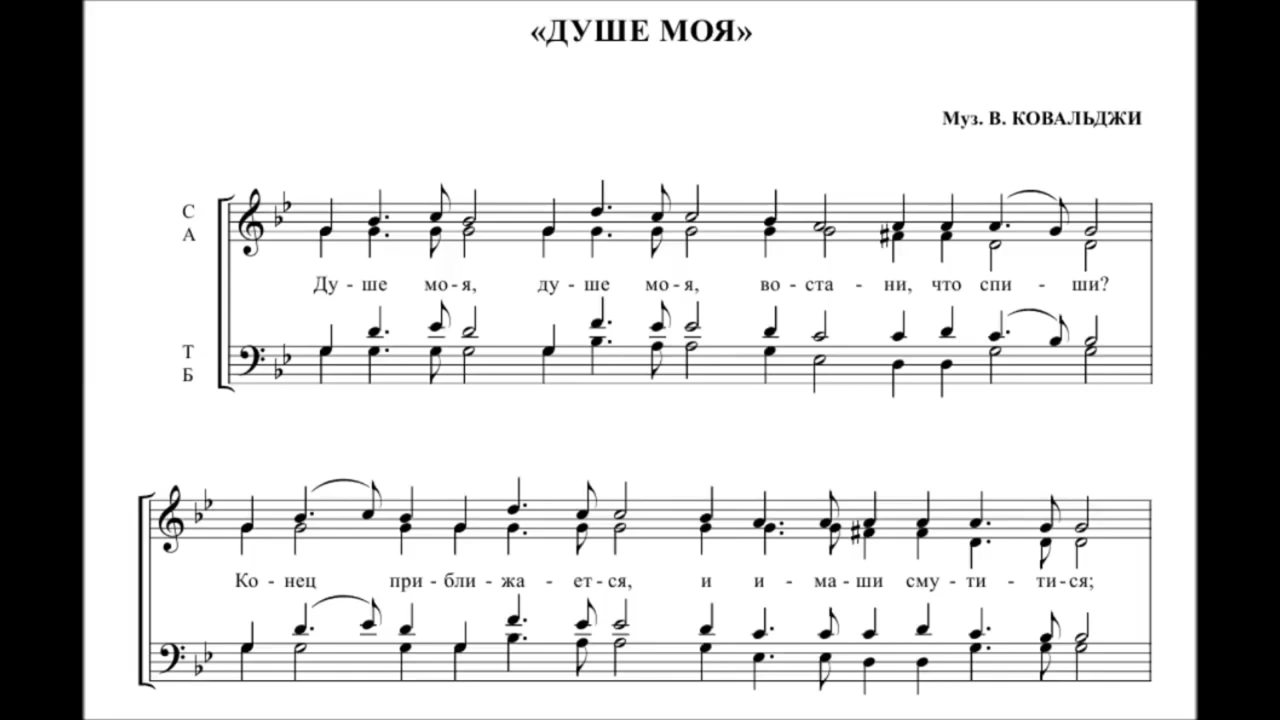 «ДУШЕ МОЯ»
Муз. В. КОВАЛЬДЖИ
С
А
Ду - ше мо - я, ду - ше мо - я, во - ста - ни, что спи - ши?
Т
Б
Ко - нец при - бли - жа - ет - ся, и и - ма - ши сму - ти - ти - ся;